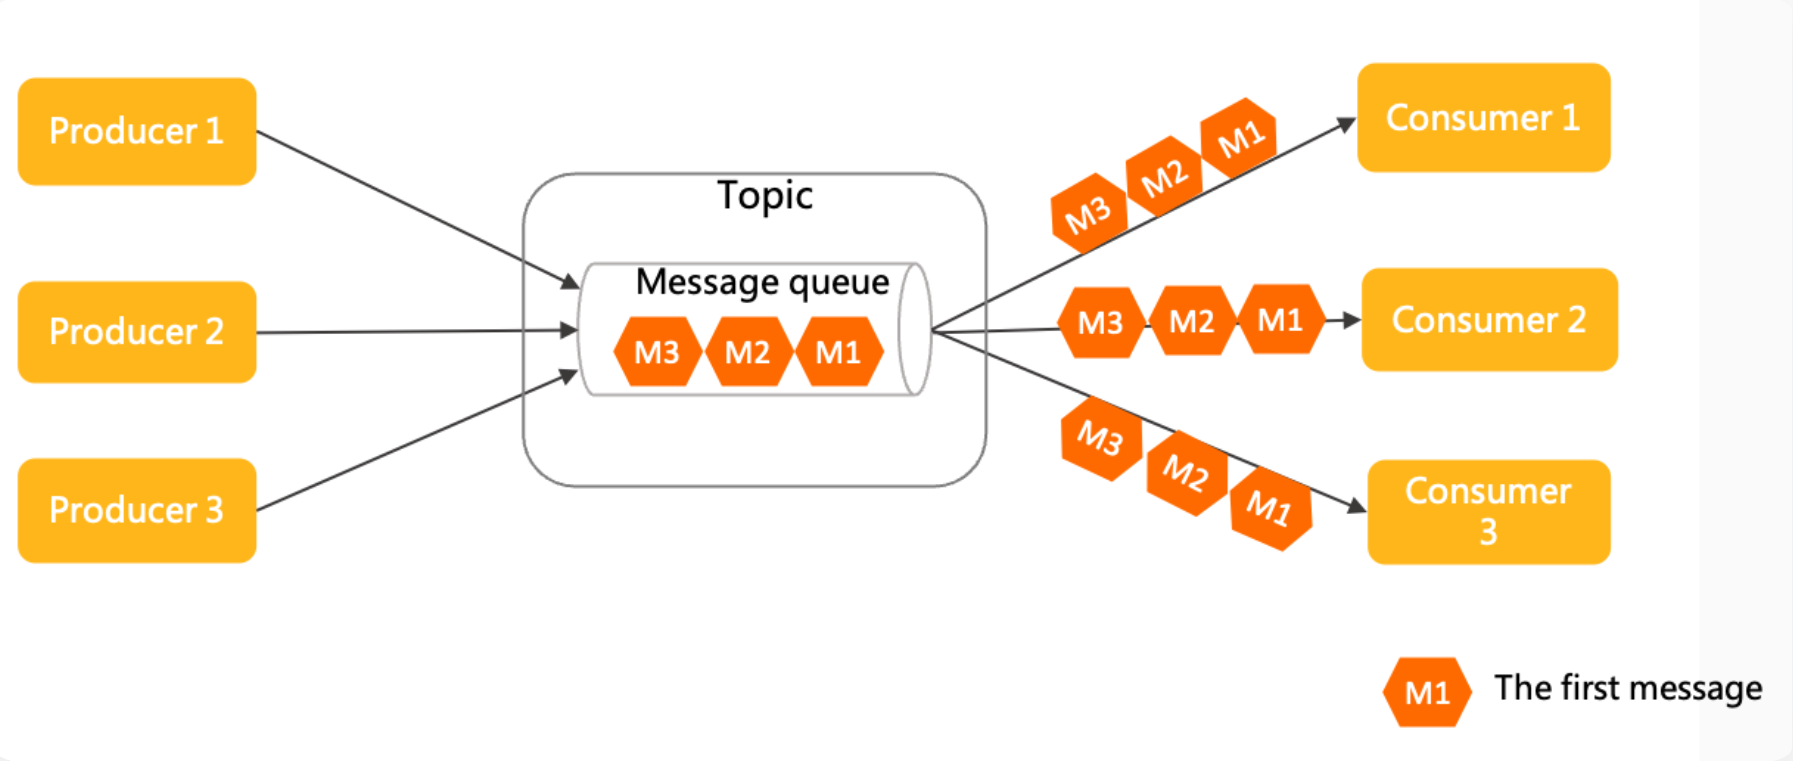 Producer 1
Producer 2
Producer 3
Topic
Message queue
M3 M2 M1
M3 M2 M1
M3 M2 M1
M3 M2 M1
Consumer 1
Consumer 2
Consumer
3
M1 The first message